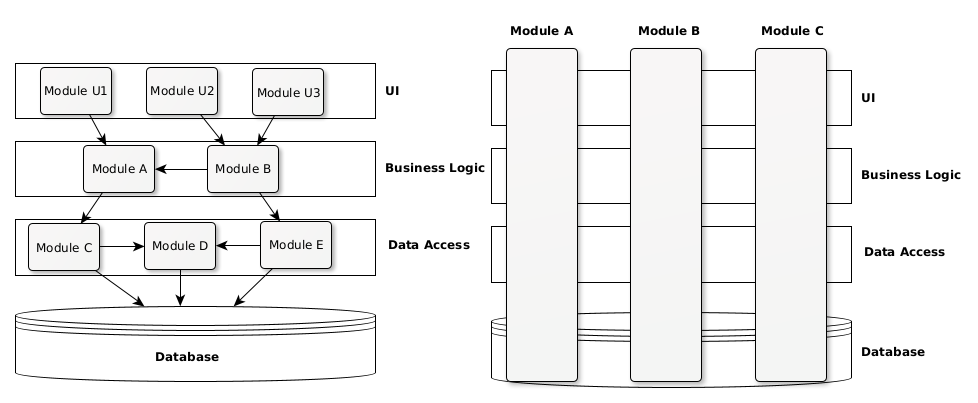 Module U1
Module U2
Module U3
UI
Module A
Module B
Business Logic
Module C
Module D
Module E
Data Access
Database
Module A
Module B
Module C
UI
Business Logic
Data Access
Database